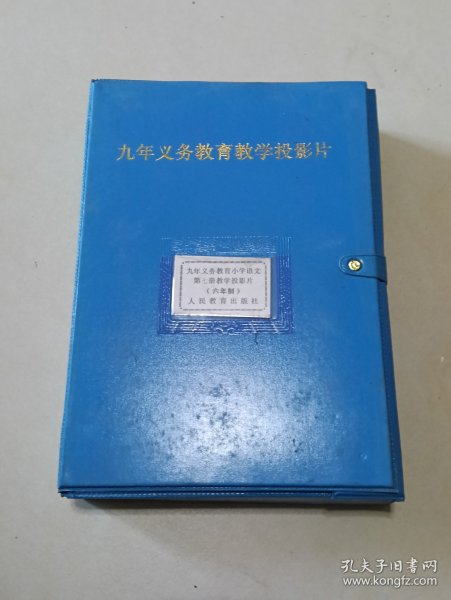 九年义务教育教学投影片
九年义务教育小学语文
第七册教学投影片
（六年制）
人民教育出版社
孔夫子旧书网
www.kongfz.com